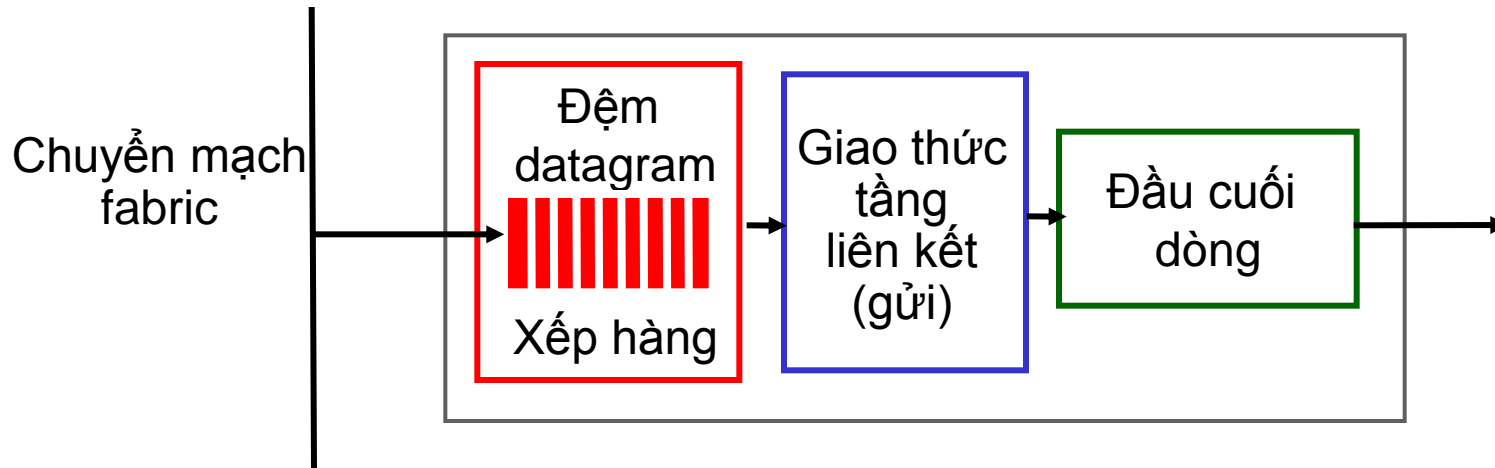 Chuyển mạch
fabric
Đệm
datagram
Xếp hàng
Giao thức
tầng
liên kết
(gửi)
Đầu cuối
dòng